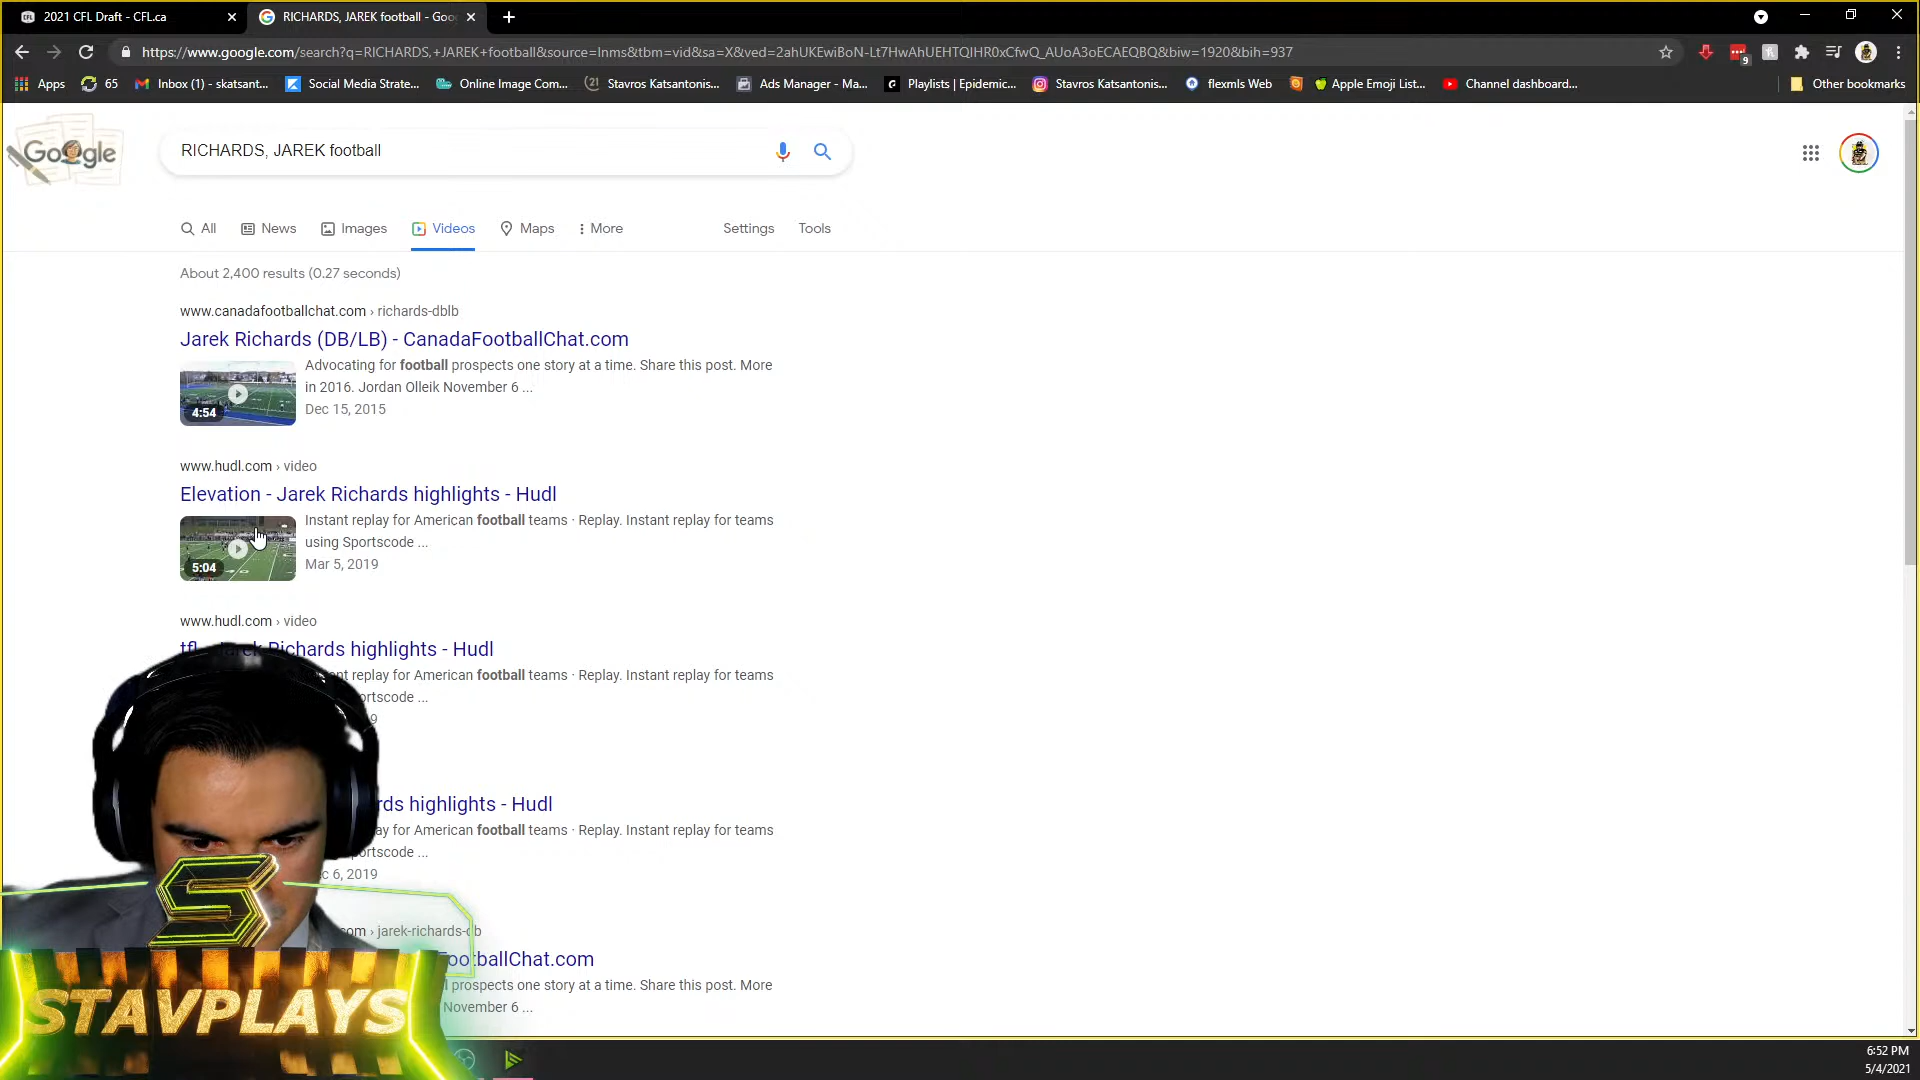 2021 CFL Draft - CFL.ca
RICHARDS, JAREK football - Goo
https://www.google.com/search?q=RICHARDS,+JAREK+football&source=lnms&tbm=vid&sa=X&ved=2ahUKEwiBoN-Lt7HwAhUEHTQIHR0xCfwQ_AUoA3oECAEQBQ&biw=1920&bih=937
9
Apps
65
Inbox (1) - skatsant...
Social Media Strate...
Online Image Com...
Stavros Katsantonis...
Ads Manager - Ma...
Playlists | Epidemic...
Stavros Katsantonis...
flexmls Web
Apple Emoji List...
Channel dashboard...
Other bookmarks
Google
RICHARDS, JAREK football
All
News
Images
Videos
Maps
More
Settings
Tools
About 2,400 results (0.27 seconds)
www.canadafootballchat.com › richards-dblb
Jarek Richards (DB/LB) - CanadaFootballChat.com
Advocating for football prospects one story at a time. Share this post. More
in 2016. Jordan Olleik November 6 ...
4:54
Dec 15, 2015
www.hudl.com › video
Elevation - Jarek Richards highlights - Hudl
Instant replay for American football teams · Replay. Instant replay for teams
using Sportscode ...
5:04
Mar 5, 2019
www.hudl.com › video
Richards highlights - Hudl
replay for American football teams · Replay. Instant replay for teams
...
highlights - Hudl
for American football teams · Replay. Instant replay for teams
...
6, 2019
› jarek-richards-db
FootballChat.com
prospects one story at a time. Share this post. More
November 6 ...
S
STAVPLAYS
6:52 PM
5/4/2021